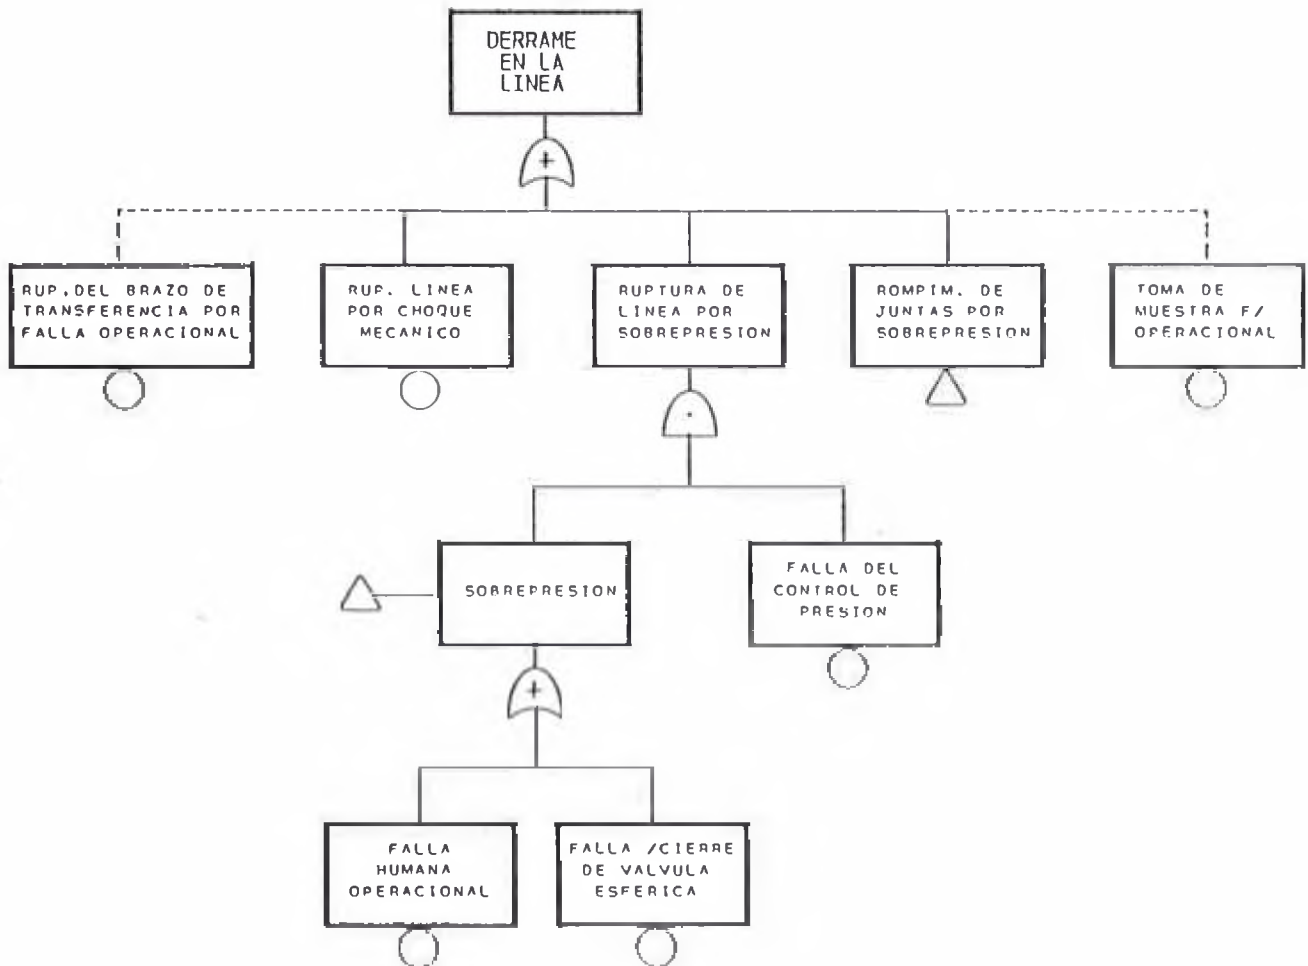 DERRAME
EN LA
LINEA
+
RUP.DEL BRAZO DE
TRANSFERENCIA POR
FALLA OPERACIONAL
RUP. LINEA
POR CHOQUE
MECANICO
RUPTURA DE
LINEA POR
SOBREPRESION
ROMPIM. DE
JUNTAS POR
SOBREPRESION
TOMA DE
MUESTRA F/
OPERACIONAL
SOBREPRESION
FALLA DEL
CONTROL DE
PRESION
+
FALLA
HUMANA
OPERACIONAL
FALLA /CIERRE
DE VALVULA
ESFERICA